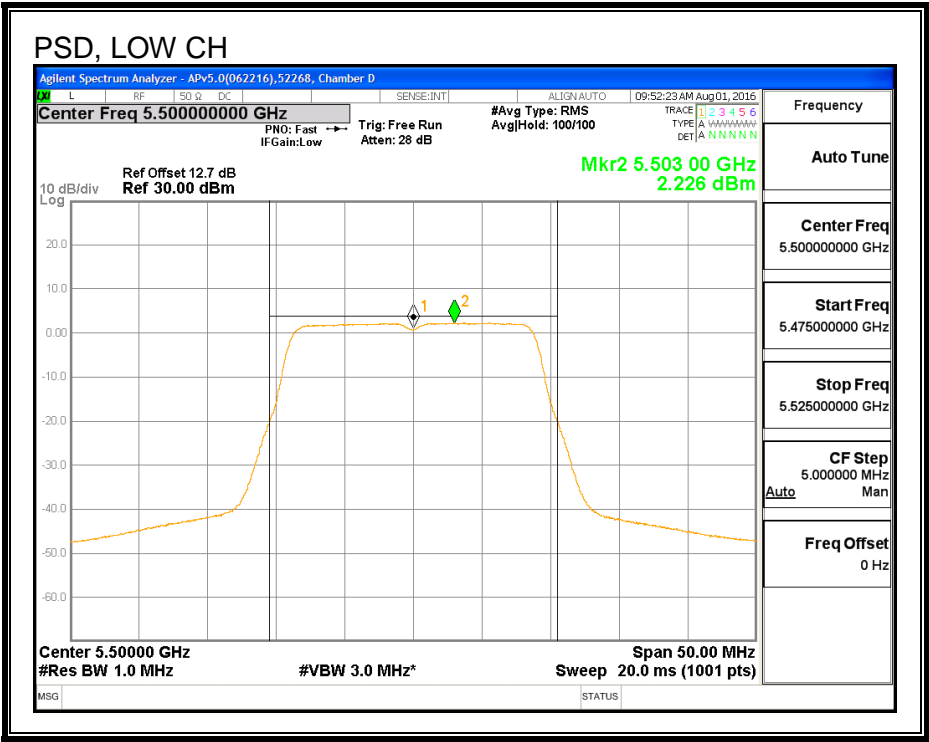 PSD, LOW CH
Agilent Spectrum Analyzer - APv5.0(062216),52268, Chamber D
LXI L RF 50 Ω DC SENSE:INT ALIGN AUTO 09:52:23 AM Aug 01, 2016
Center Freq 5.500000000 GHz
PNO: Fast
IFGain:Low
Trig: Free Run
Atten: 28 dB
#Avg Type: RMS
Avg|Hold: 100/100
TRACE 1 2 3 4 5 6
TYPE A WWWWW
DET A N N N N N
Mkr2 5.503 00 GHz
2.226 dBm
Ref Offset 12.7 dB
10 dB/div Ref 30.00 dBm
Log
20.0
10.0
0.00
-10.0
-20.0
-30.0
-40.0
-50.0
-60.0
1
2
Center 5.50000 GHz Span 50.00 MHz
#Res BW 1.0 MHz #VBW 3.0 MHz* Sweep 20.0 ms (1001 pts)
MSG STATUS
Frequency
Auto Tune
Center Freq
5.500000000 GHz
Start Freq
5.475000000 GHz
Stop Freq
5.525000000 GHz
CF Step
5.000000 MHz
Auto Man
Freq Offset
0 Hz